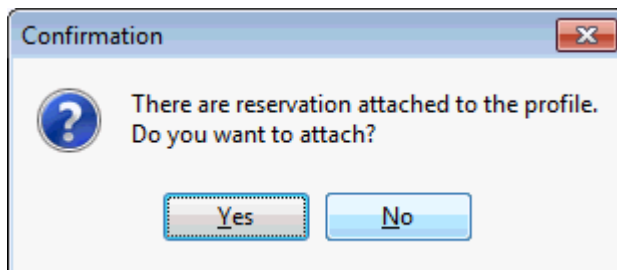 Confirmation
There are reservation attached to the profile.
Do you want to attach?
Yes
No